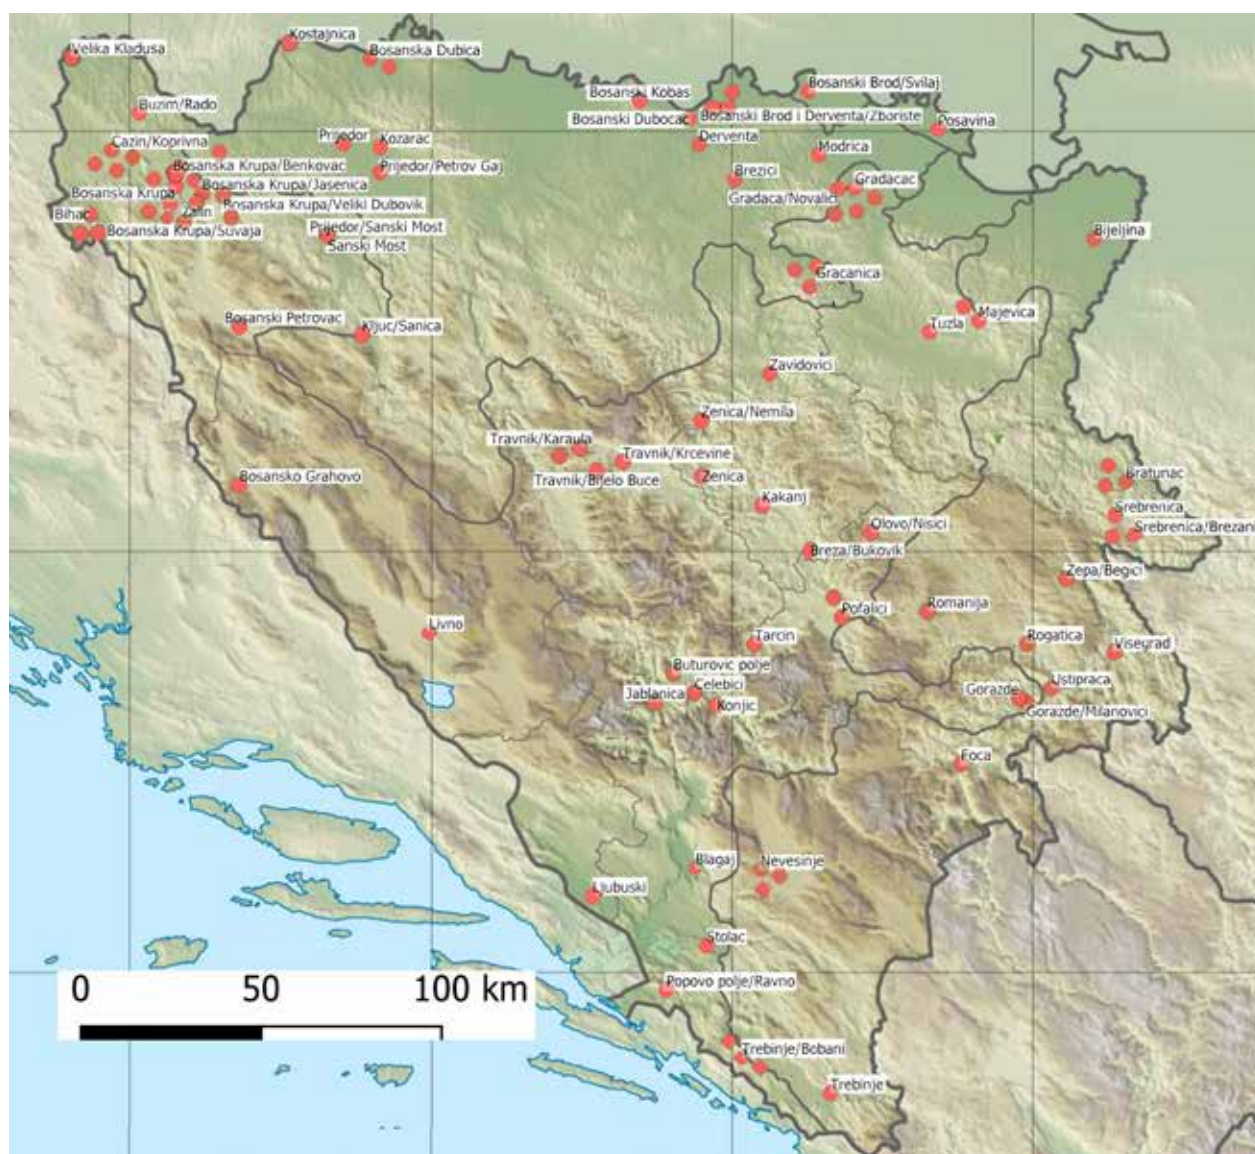 Kostajnica
Velika Kladusa
Bosanska Dubica
Bosanski Brod/Svilaj
Bosanski Kobas
Buzim/Rado
Bosanski Dubocac
Bosanski Brod i Derventa/Zboriste
Posavina
Cazin/Koprivna
Prijedor
Kozarac
Derventa
Modrica
Bosanska Krupa/Benkovac
Prijedor/Petrov Gaj
Brezici
Gradacac
Bosanska Krupa
Bosanska Krupa/Jasenica
Gradaca/Novalici
Bihac
Zalin
Bosanska Krupa/Veliki Dubovik
Bosanska Krupa/Suvaja
Prijedor/Sanski Most
Sanski Most
Bijeljina
Gracanica
Bosanski Petrovac
Kljuc/Sanica
Tuzla
Majevica
Zavidovici
Zenica/Nemila
Travnik/Karaula
Travnik/Krcevine
Travnik/Bijelo Buce
Zenica
Bosansko Grahovo
Bratunac
Kakanj
Srebrenica
Olovo/Nisici
Srebrenica/Brezani
Breza/Bukovik
Zepa/Begici
Pofalici
Romanija
Livno
Tarcin
Rogatica
Visegrad
Buturovic polje
Celebici
Jablanica
Konjic
Gorazde
Ustipraca
Gorazde/Milanovici
Foca
Blagaj
Nevesinje
Ljubuski
Stolac
Popovo polje/Ravno
0 50 100 km
Trebinje/Bobani
Trebinje